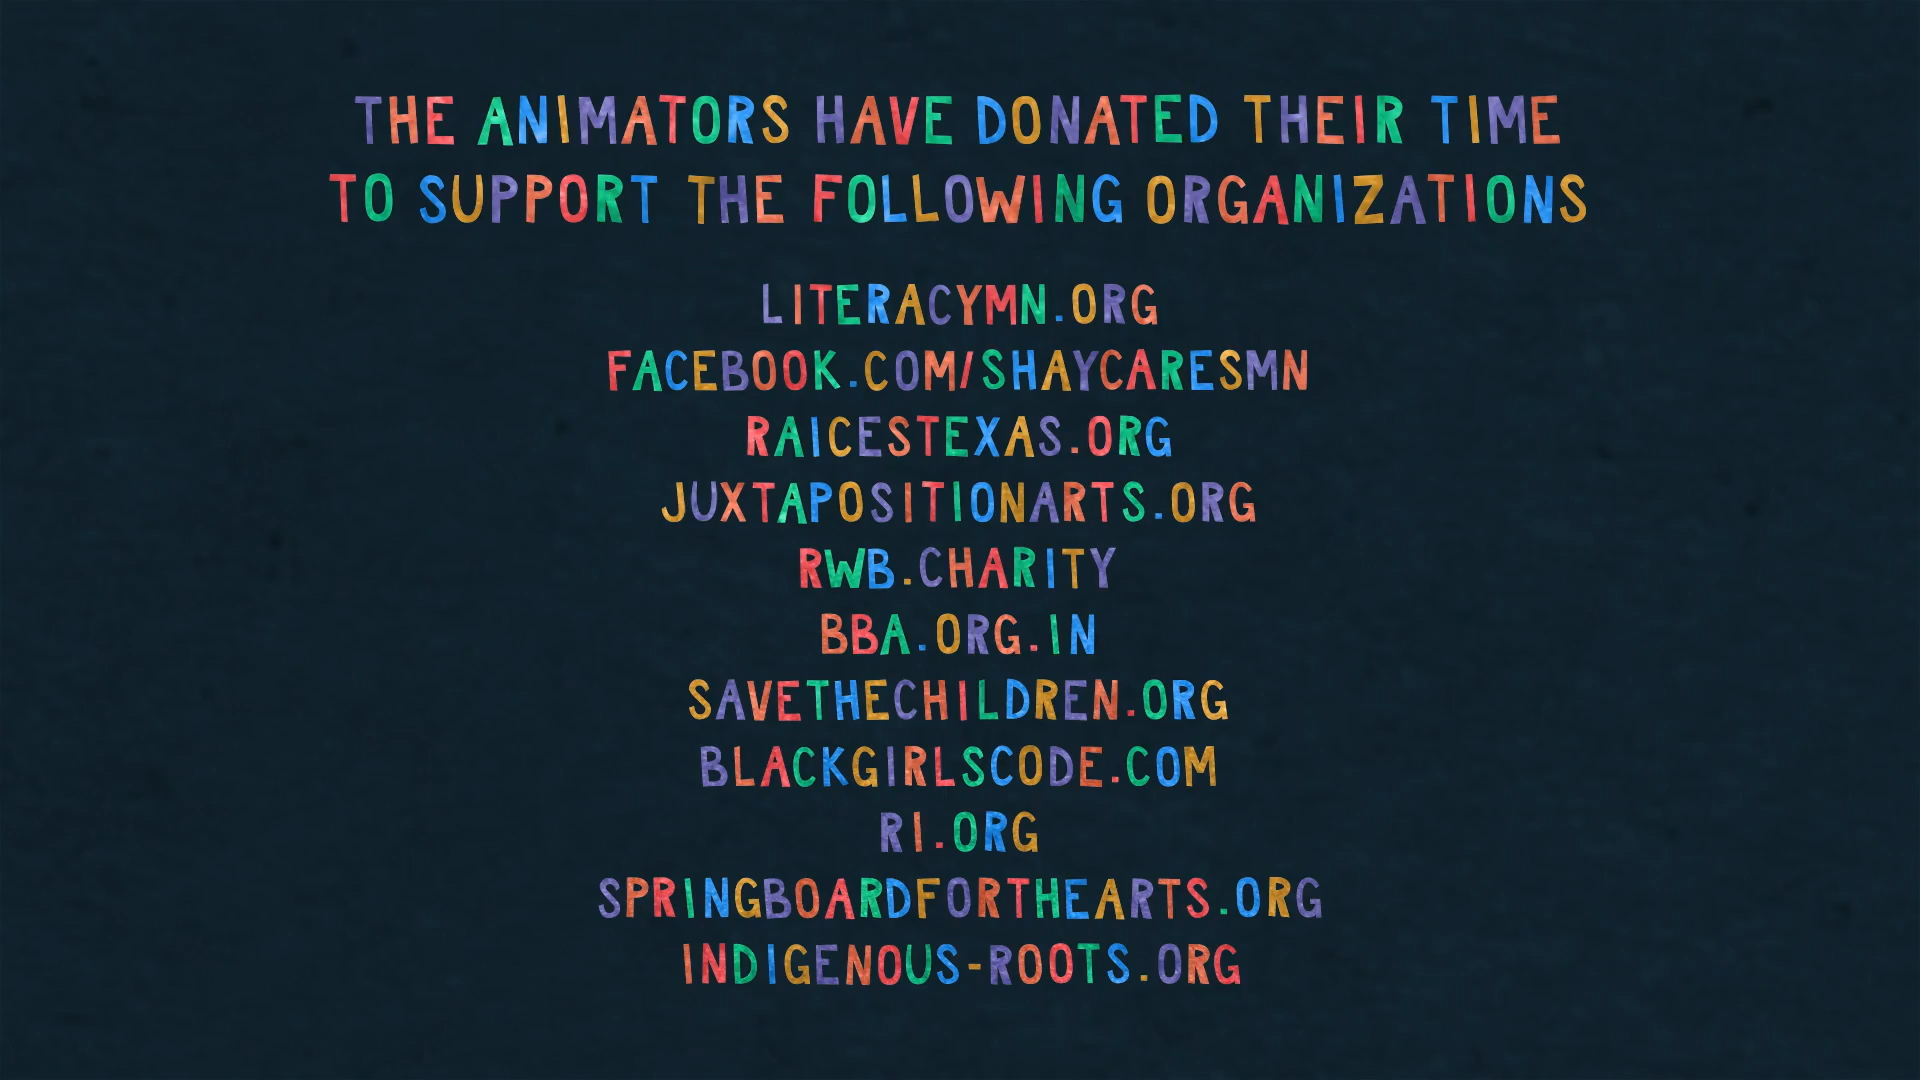 THE ANIMATORS HAVE DONATED THEIR TIME
TO SUPPORT THE FOLLOWING ORGANIZATIONS
LITERACYMN.ORG
FACEBOOK.COM/SHAYCARESMN
RAICESTEXAS.ORG
JUXTAPOSITIONARTS.ORG
RWB.CHARITY
BBA.ORG.IN
SAVETHECHILDREN.ORG
BLACKGIRLSCODE.COM
RI.ORG
SPRINGBOARDFORTHEARTS.ORG
INDIGENOUS-ROOTS.ORG